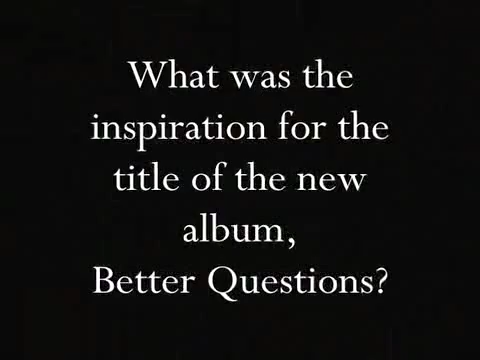 What was the
inspiration for the
title of the new
album,
Better Questions?